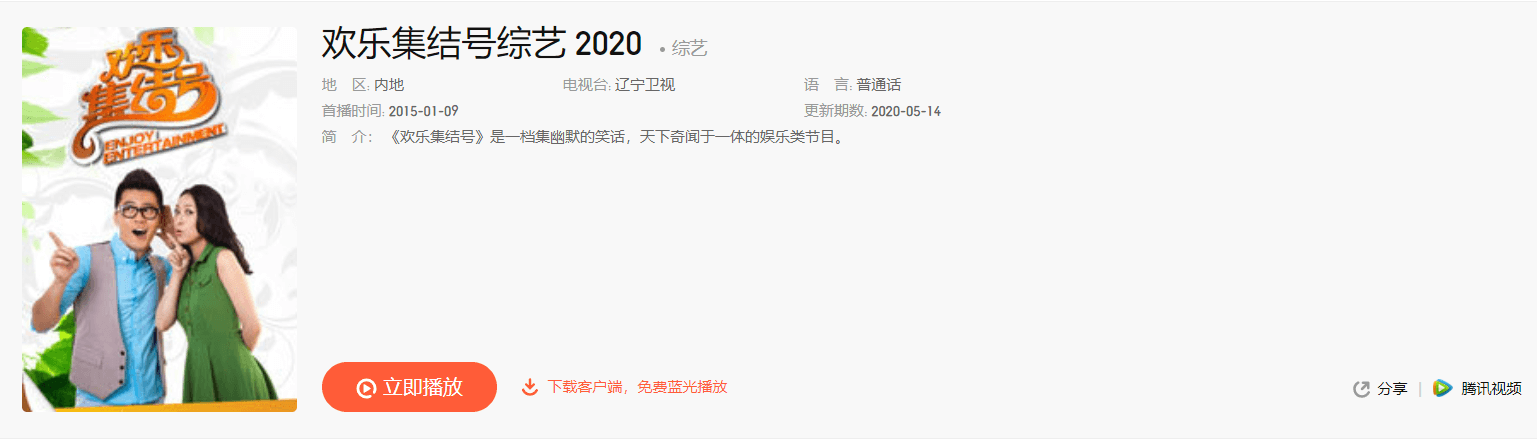 欢乐
集结号
ENJOY
ENTERTAINMENT
欢乐集结号综艺 2020 • 综艺
地 区: 内地 电视台: 辽宁卫视 语 言: 普通话
首播时间: 2015-01-09 更新期数: 2020-05-14
简 介: 《欢乐集结号》是一档集幽默的笑话，天下奇闻于一体的娱乐类节目。
立即播放 下载客户端，免费蓝光播放 分享 | 腾讯视频